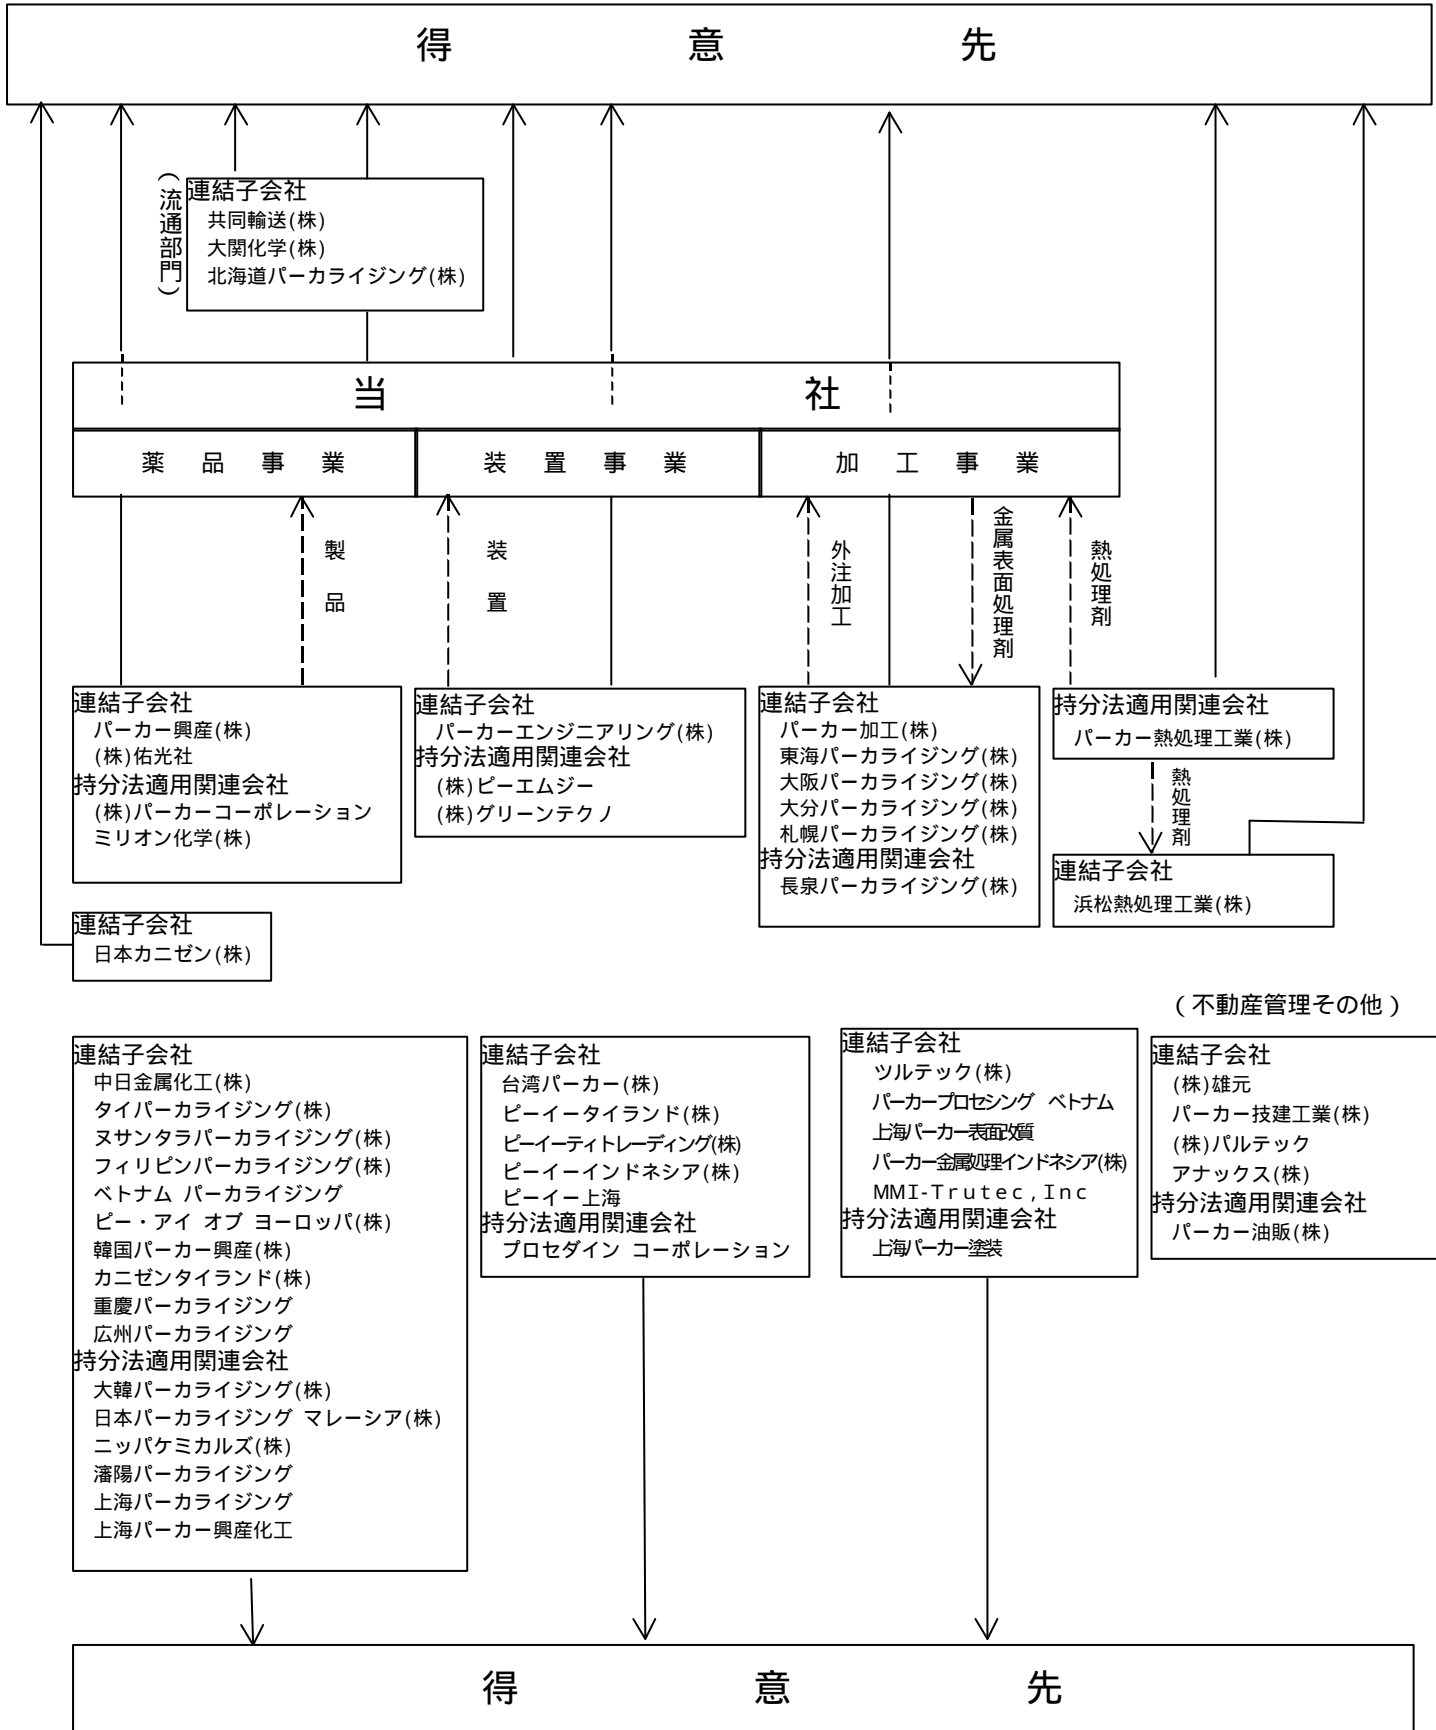 得意先
(流通部門)
連結子会社
共同輸送(株)
大関化学(株)
北海道パーカライジング(株)
当社
薬品事業
装置事業
加工事業
製品
装置
外注加工
金属表面処理剤
熱処理剤
連結子会社
パーカー興産(株)
(株)佑光社
持分法適用関連会社
(株)パーカーコーポレーション
ミリオン化学(株)
連結子会社
パーカーエンジニアリング(株)
持分法適用関連会社
(株)ピーエムジー
(株)グリーンテクノ
連結子会社
パーカー加工(株)
東海パーカライジング(株)
大阪パーカライジング(株)
大分パーカライジング(株)
札幌パーカライジング(株)
持分法適用関連会社
長泉パーカライジング(株)
持分法適用関連会社
パーカー熱処理工業(株)
熱処理剤
連結子会社
浜松熱処理工業(株)
連結子会社
日本カニゼン(株)
(不動産管理その他)
連結子会社
中日金属化工(株)
タイパーカライジング(株)
ヌサンタラパーカライジング(株)
フィリピンパーカライジング(株)
ベトナム パーカライジング
ピー・アイ オブ ヨーロッパ(株)
韓国パーカー興産(株)
カニゼンタイランド(株)
重慶パーカライジング
広州パーカライジング
持分法適用関連会社
大韓パーカライジング(株)
日本パーカライジング マレーシア(株)
ニッパケミカルズ(株)
瀋陽パーカライジング
上海パーカライジング
上海パーカー興産化工
連結子会社
台湾パーカー(株)
ピーイータイランド(株)
ピーイーティトレーディング(株)
ピーイーインドネシア(株)
ピーイー上海
持分法適用関連会社
プロセダイン コーポレーション
連結子会社
ツルテック(株)
パーカープロセシング ベトナム
上海パーカー表面改質
パーカー金属処理インドネシア(株)
MMI-Trutec,Inc
持分法適用関連会社
上海パーカー塗装
連結子会社
(株)雄元
パーカー技建工業(株)
(株)パルテック
アナックス(株)
持分法適用関連会社
パーカー油販(株)
得意先